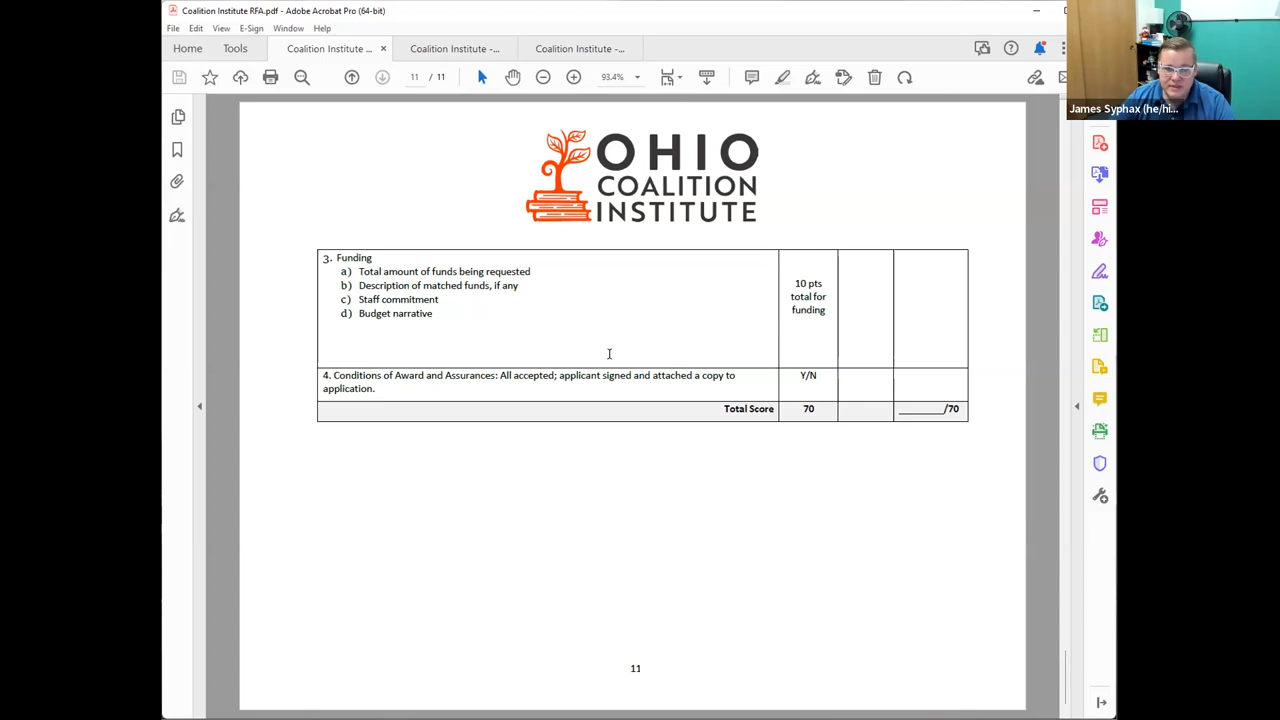 Coalition Institute RFA.pdf - Adobe Acrobat Pro (64-bit)
File Edit View E-Sign Window Help
Home Tools Coalition Institute ... × Coalition Institute -... Coalition Institute -...
11 / 11 93.4%
James Syphax (he/hi...
OHIO
COALITION
INSTITUTE
3. Funding
a) Total amount of funds being requested
b) Description of matched funds, if any
c) Staff commitment
d) Budget narrative
10 pts
total for
funding
4. Conditions of Award and Assurances: All accepted; applicant signed and attached a copy to
application.
Y/N
Total Score 70 ________/70
11